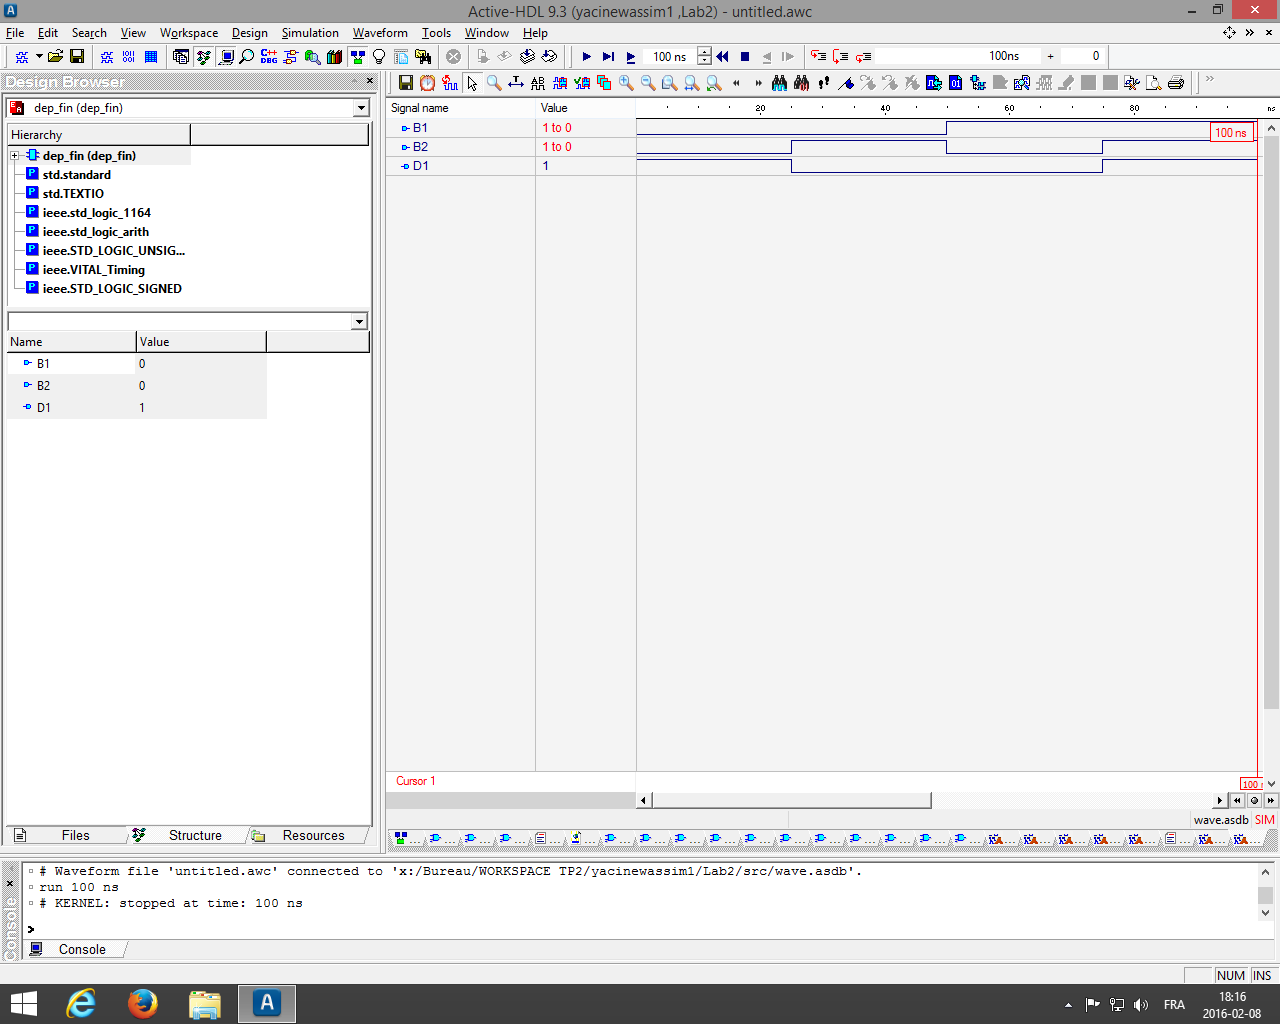 Active-HDL 9.3 (yacinewassim1 ,Lab2) - untitled.awc
File Edit Search View Workspace Design Simulation Waveform Tools Window Help
100 ns 100ns + 0
Design Browser
dep_fin (dep_fin)
Hierarchy
dep_fin (dep_fin)
std.standard
std.TEXTIO
ieee.std_logic_1164
ieee.std_logic_arith
ieee.STD_LOGIC_UNSIG...
ieee.VITAL_Timing
ieee.STD_LOGIC_SIGNED
Name Value
B1 0
B2 0
D1 1
Files Structure Resources
Signal name Value 20 40 60 80 ns
B1 1 to 0
100 ns
B2 1 to 0
D1 1
Cursor 1
wave.asdb SIM
# Waveform file 'untitled.awc' connected to 'x:/Bureau/WORKSPACE TP2/yacinewassim1/Lab2/src/wave.asdb'.
run 100 ns
# KERNEL: stopped at time: 100 ns
>
console
Console
NUM INS
FRA
18:16
2016-02-08